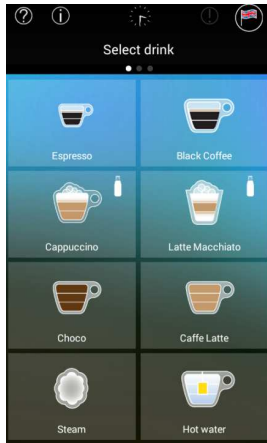 Select drink
Espresso
Black Coffee
Cappuccino
Latte Macchiato
Choco
Caffe Latte
Steam
Hot water